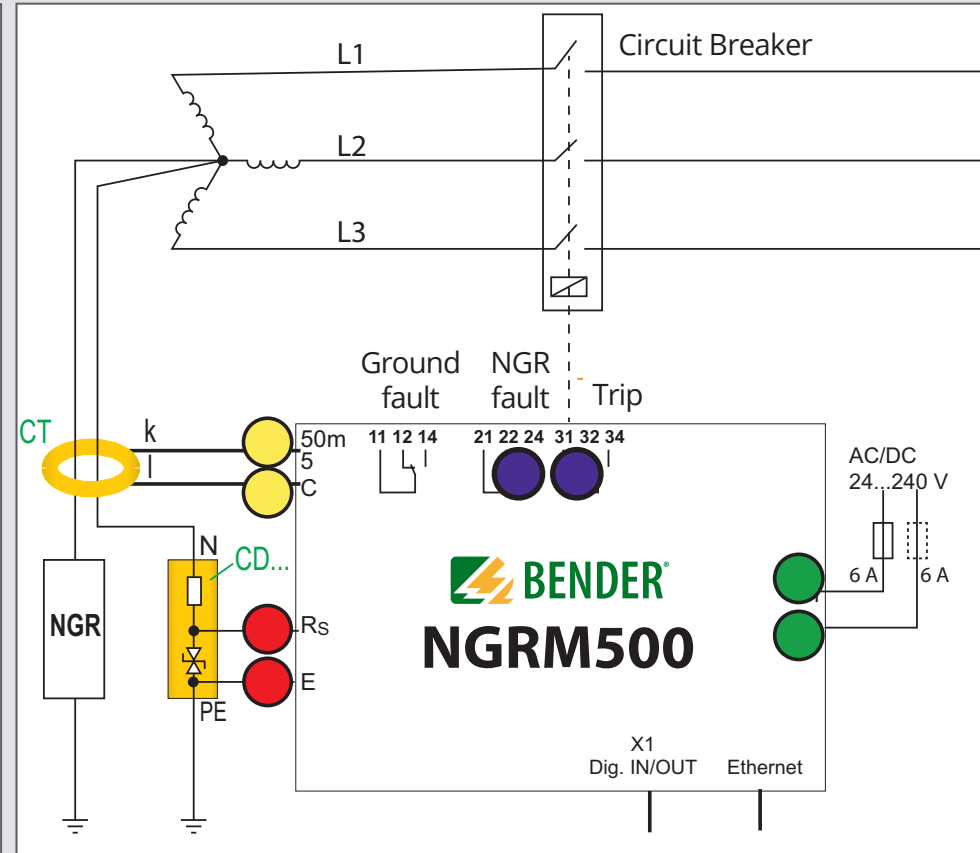 L1
Circuit Breaker
L2
L3
Ground fault
NGR fault
Trip
CT
k
l
50m
5
C
11 12 14
21 22 24
31 32 34
AC/DC
24...240 V
6 A
6 A
N
CD...
NGR
RS
E
PE
BENDER®
NGRM500
X1
Dig. IN/OUT
Ethernet